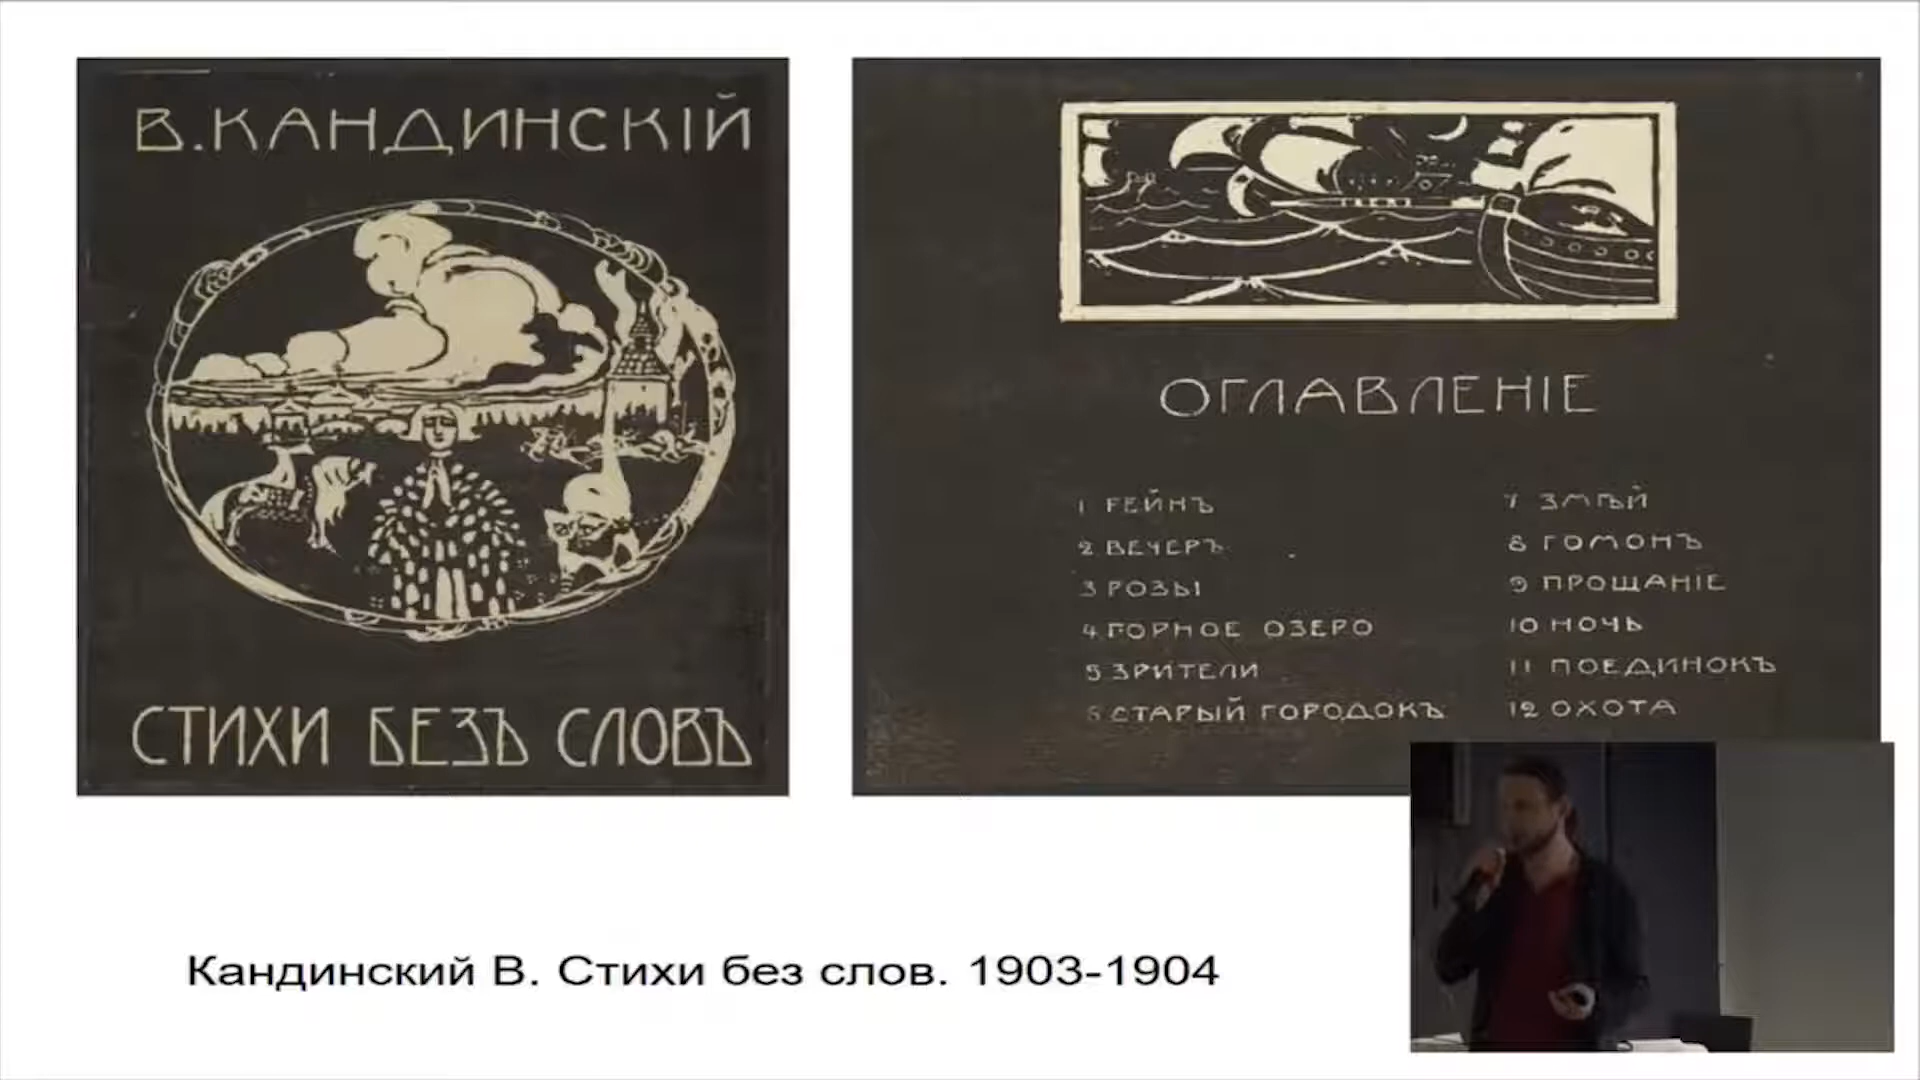 В.КАНДИНСКІЙ
СТИХИ БЕЗЪ СЛОВЪ
ОГЛАВЛЕНІЕ
1 РЕЙНЪ
2 ВЕЧЕРЪ
3 РОЗЫ
4 ГОРНОЕ ОЗЕРО
5 ЗРИТЕЛИ
6 СТАРЫЙ ГОРОДОКЪ
7 ЗМѢЙ
8 ГОМОНЪ
9 ПРОЩАНІЕ
10 НОЧЬ
11 ПОЕДИНОКЪ
12 ОХОТА
Кандинский В. Стихи без слов. 1903-1904